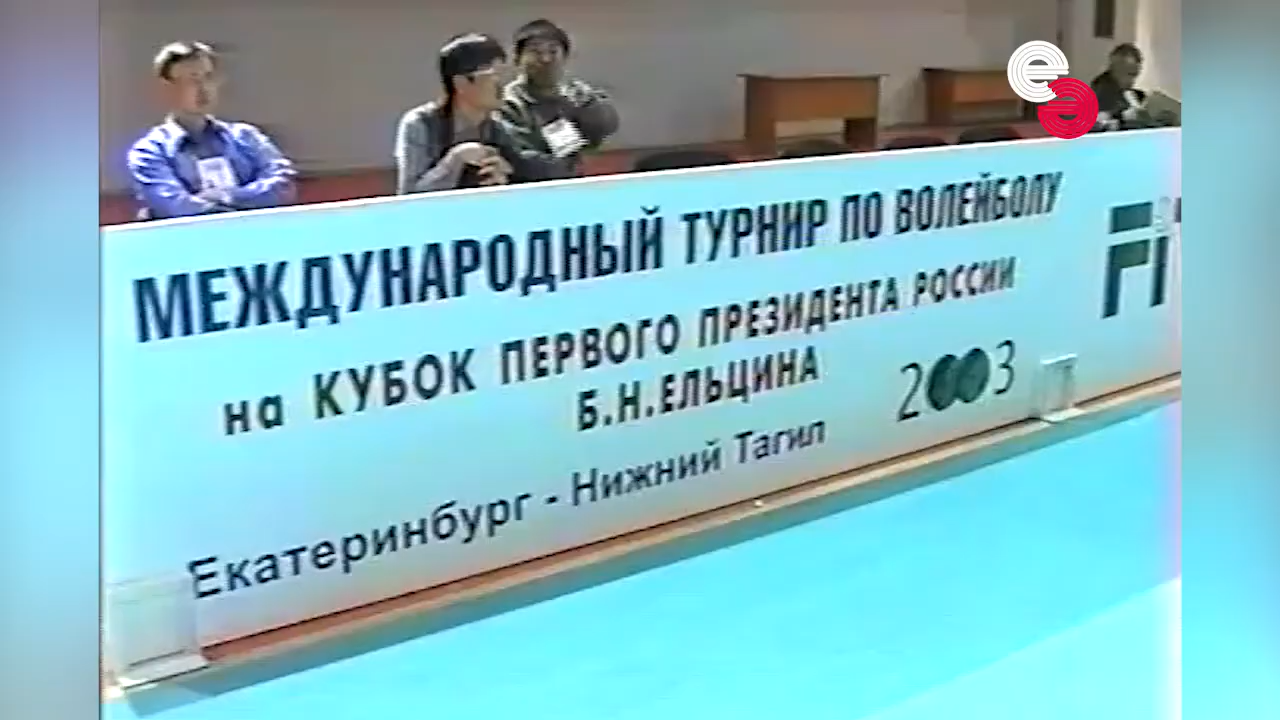 МЕЖДУНАРОДНЫЙ ТУРНИР ПО ВОЛЕЙБОЛУ
на КУБОК ПЕРВОГО ПРЕЗИДЕНТА РОССИИ
Б.Н.ЕЛЬЦИНА
2003
Екатеринбург - Нижний Тагил